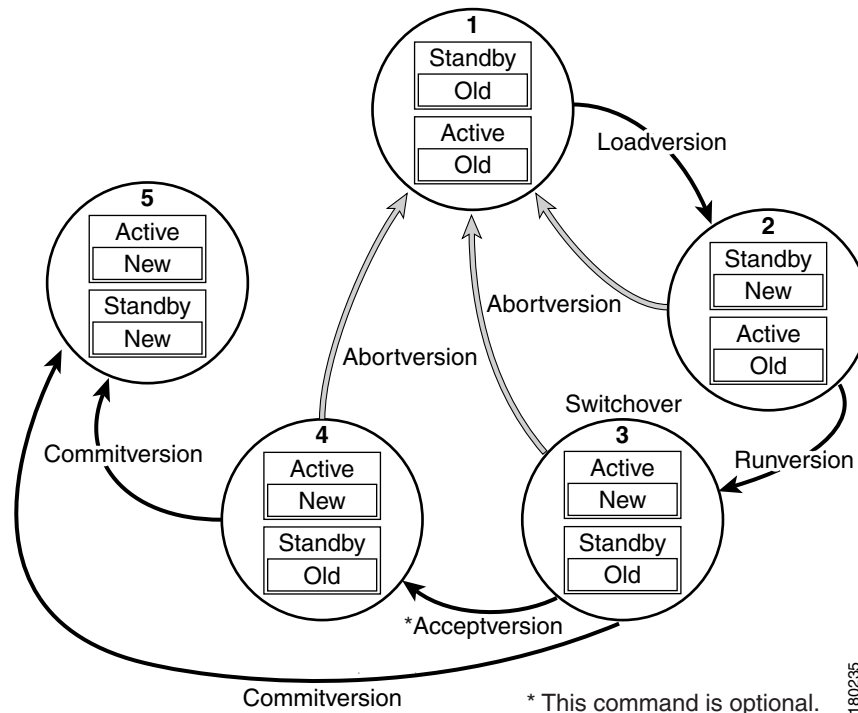 1
Standby
Old
Active
Old
Loadversion
5
Active
New
Standby
New
2
Standby
New
Active
Old
Abortversion
Abortversion
Switchover
Runversion
Commitversion
4
Active
New
Standby
Old
3
Active
New
Standby
Old
*Acceptversion
Commitversion
* This command is optional.
180235